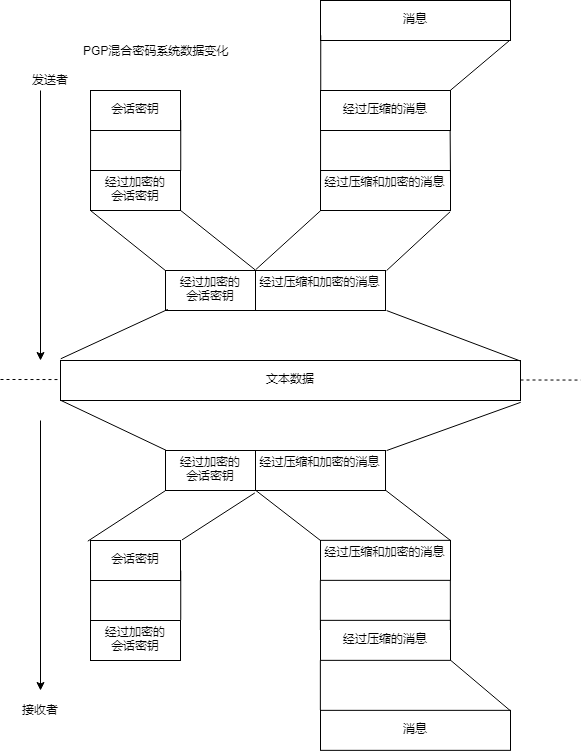 消息
PGP混合密码系统数据变化
发送者
会话密钥
经过压缩的消息
经过加密的
会话密钥
经过压缩和加密的消息
经过加密的
会话密钥
经过压缩和加密的消息
文本数据
经过加密的
会话密钥
经过压缩和加密的消息
会话密钥
经过压缩和加密的消息
经过加密的
会话密钥
经过压缩的消息
接收者
消息